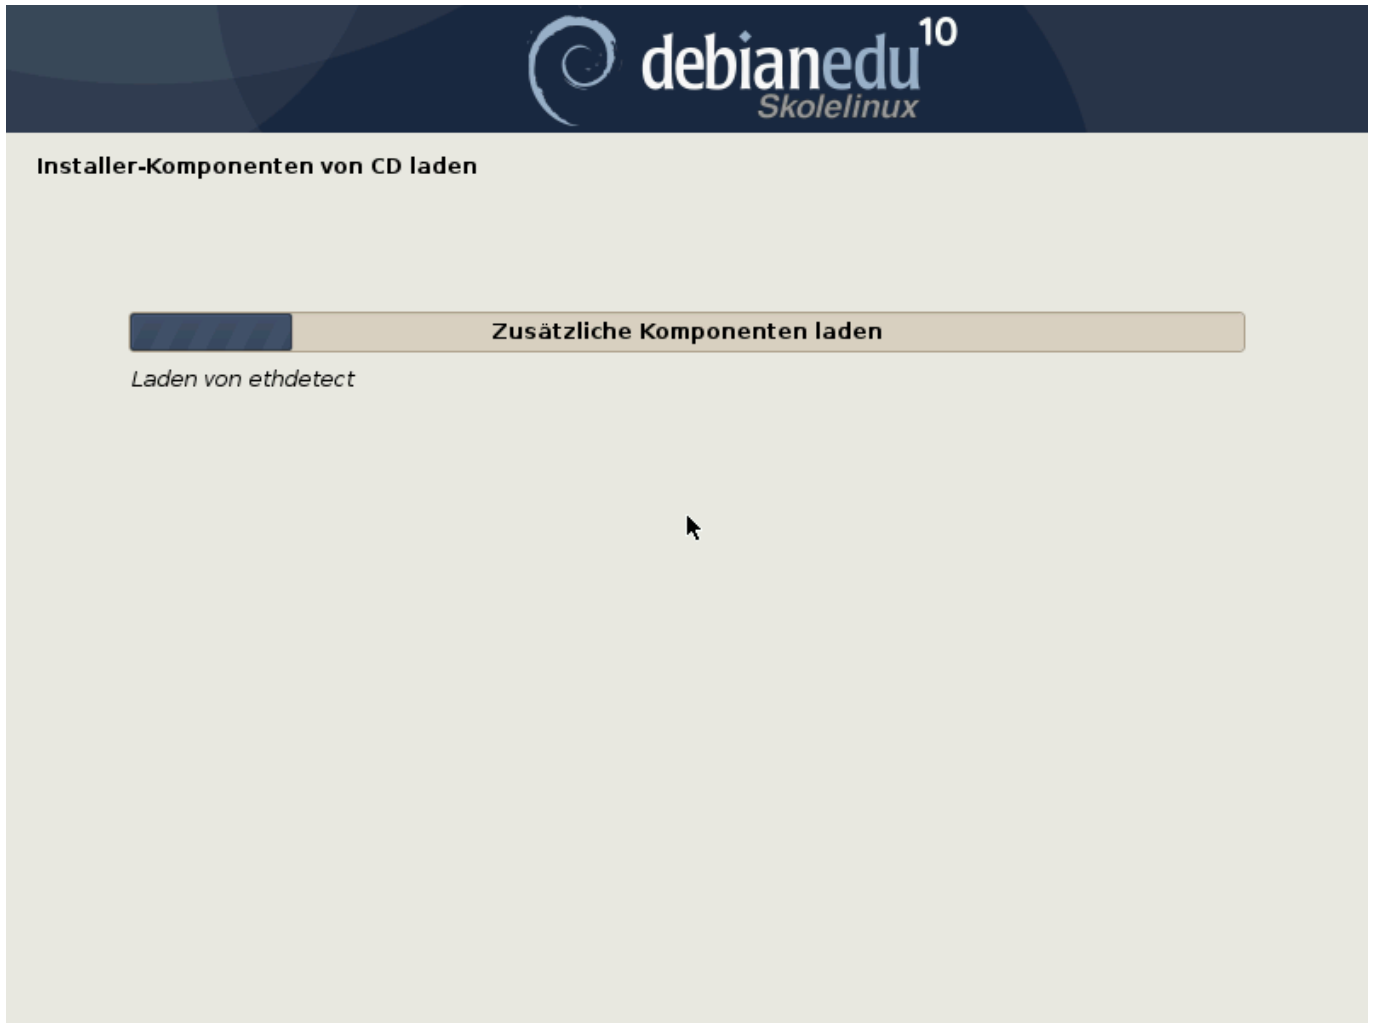 debianedu 10
Skolelinux
Installer-Komponenten von CD laden
Zusätzliche Komponenten laden
Laden von ethdetect